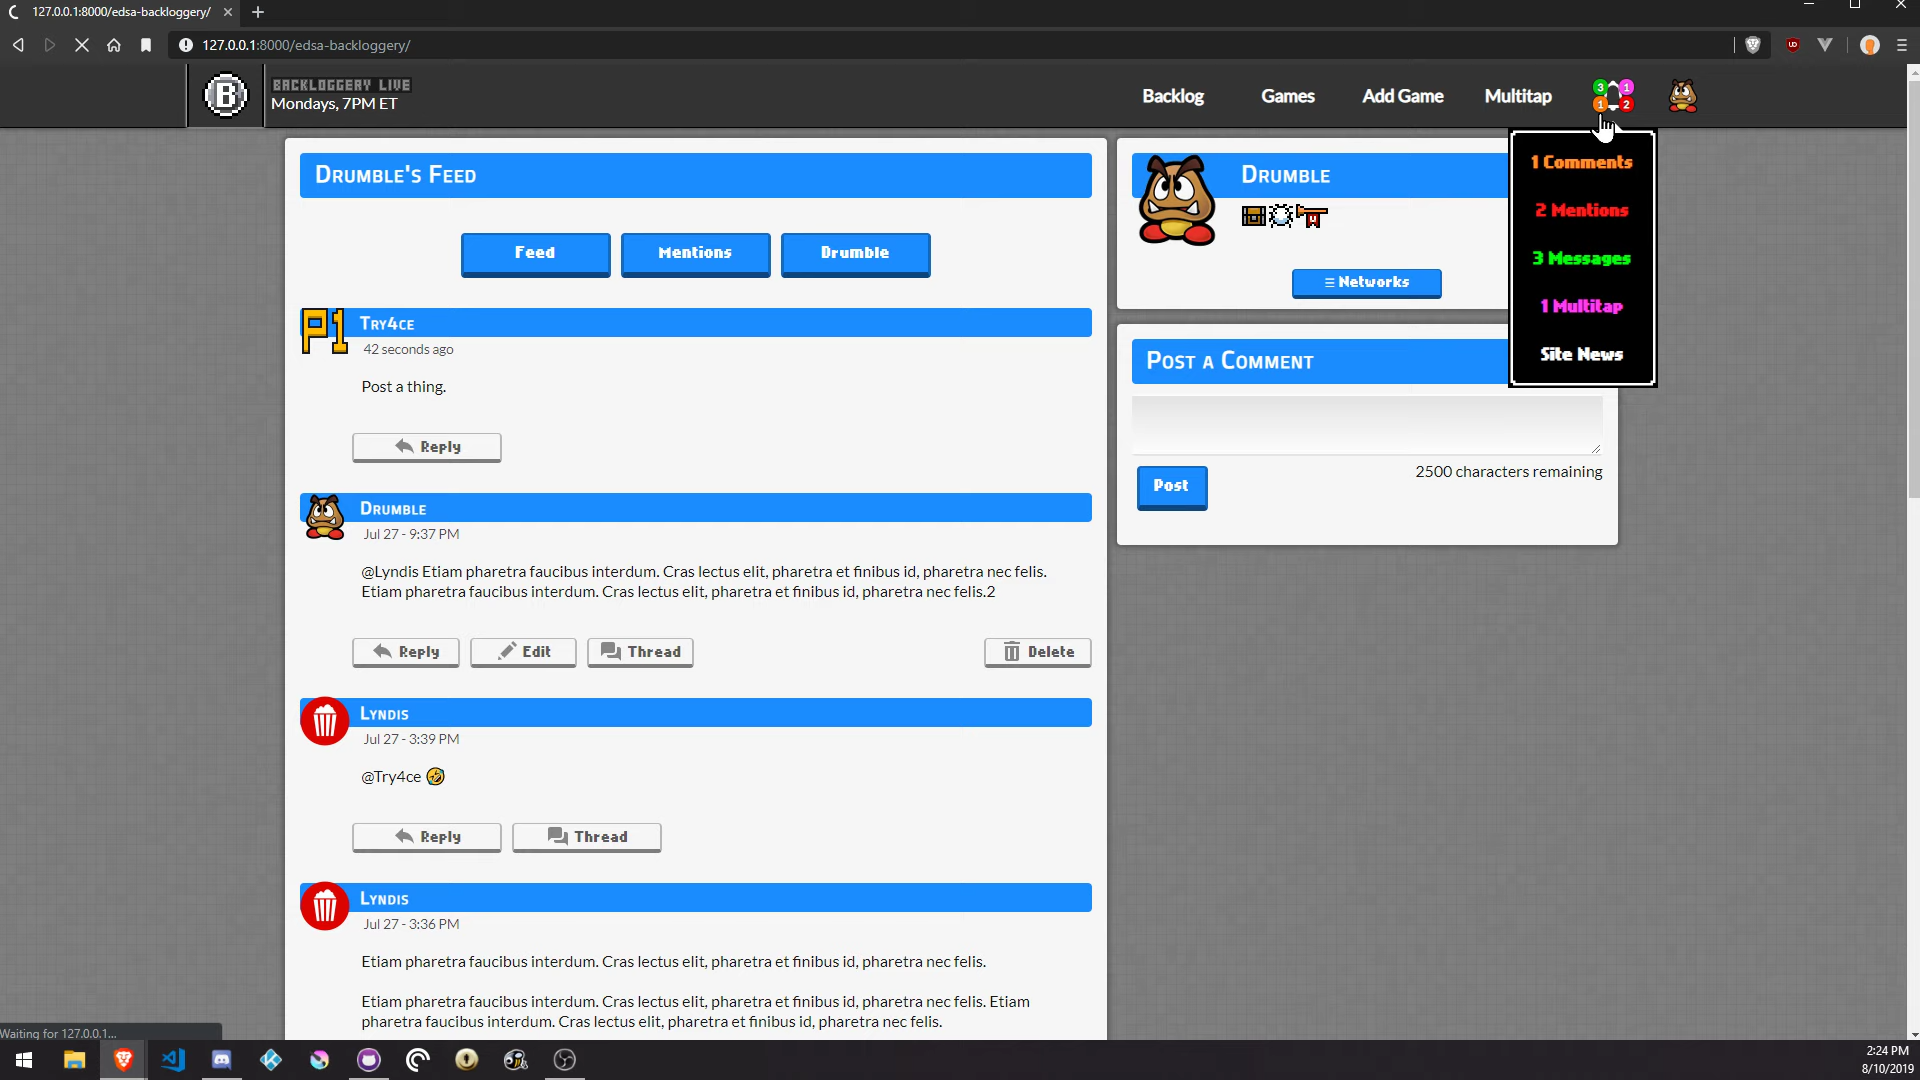 127.0.0.1:8000/edsa-backloggery/
127.0.0.1:8000/edsa-backloggery/
B
BACKLOGGERY LIVE
Mondays, 7PM ET
Backlog
Games
Add Game
Multitap
3
1
1
2
1 Comments
2 Mentions
3 Messages
1 Multitap
Site News
Drumble's Feed
Feed
Mentions
Drumble
P1
Try4ce
42 seconds ago
Post a thing.
Reply
Drumble
Jul 27 - 9:37 PM
@Lyndis Etiam pharetra faucibus interdum. Cras lectus elit, pharetra et finibus id, pharetra nec felis.
Etiam pharetra faucibus interdum. Cras lectus elit, pharetra et finibus id, pharetra nec felis.2
Reply
Edit
Thread
Delete
Lyndis
Jul 27 - 3:39 PM
@Try4ce 🤣
Reply
Thread
Lyndis
Jul 27 - 3:36 PM
Etiam pharetra faucibus interdum. Cras lectus elit, pharetra et finibus id, pharetra nec felis.
Etiam pharetra faucibus interdum. Cras lectus elit, pharetra et finibus id, pharetra nec felis. Etiam
pharetra faucibus interdum. Cras lectus elit, pharetra et finibus id, pharetra nec felis.
Drumble
Networks
Post a Comment
2500 characters remaining
Post
Waiting for 127.0.0.1...
2:24 PM
8/10/2019